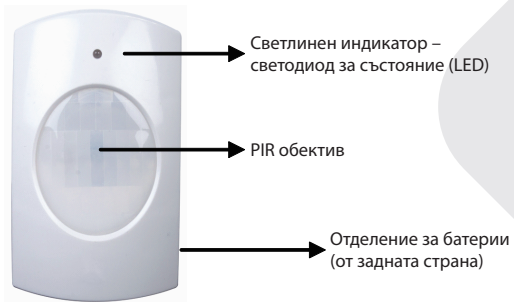 Светлинен индикатор –
светодиод за състояние (LED)
PIR обектив
Отделение за батерии
(от задната страна)